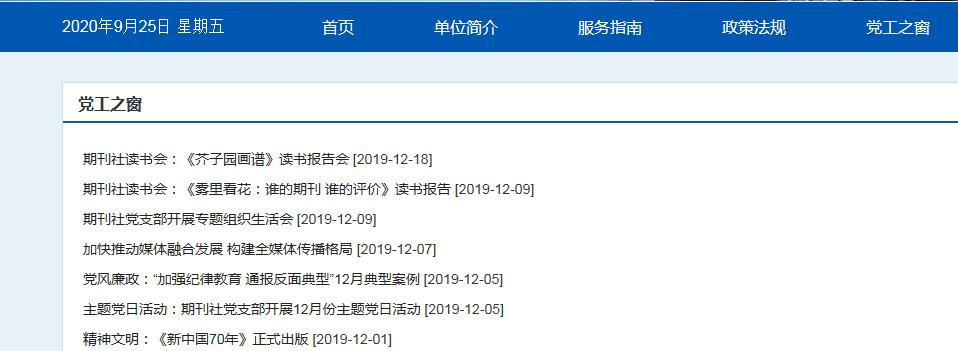 2020年9月25日 星期五 首页 单位简介 服务指南 政策法规 党工之窗
党工之窗
期刊社读书会：《芥子园画谱》读书报告会 [2019-12-18]
期刊社读书会：《雾里看花：谁的期刊 谁的评价》读书报告 [2019-12-09]
期刊社党支部开展专题组织生活会 [2019-12-09]
加快推动媒体融合发展 构建全媒体传播格局 [2019-12-07]
党风廉政：“加强纪律教育 通报反面典型”12月典型案例 [2019-12-05]
主题党日活动：期刊社党支部开展12月份主题党日活动 [2019-12-05]
精神文明：《新中国70年》正式出版 [2019-12-01]